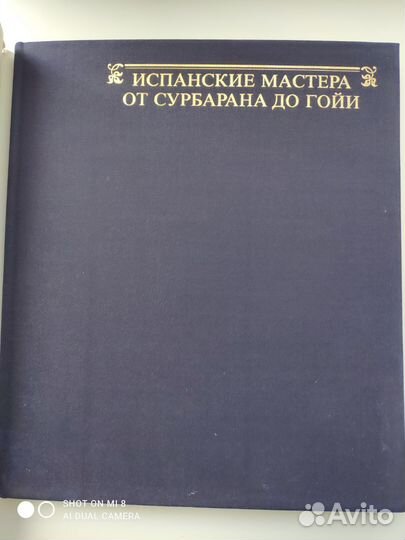 ИСПАНСКИЕ МАСТЕРА
ОТ СУРБАРАНА ДО ГОЙИ
SHOT ON MI 8
AI DUAL CAMERA
Avito